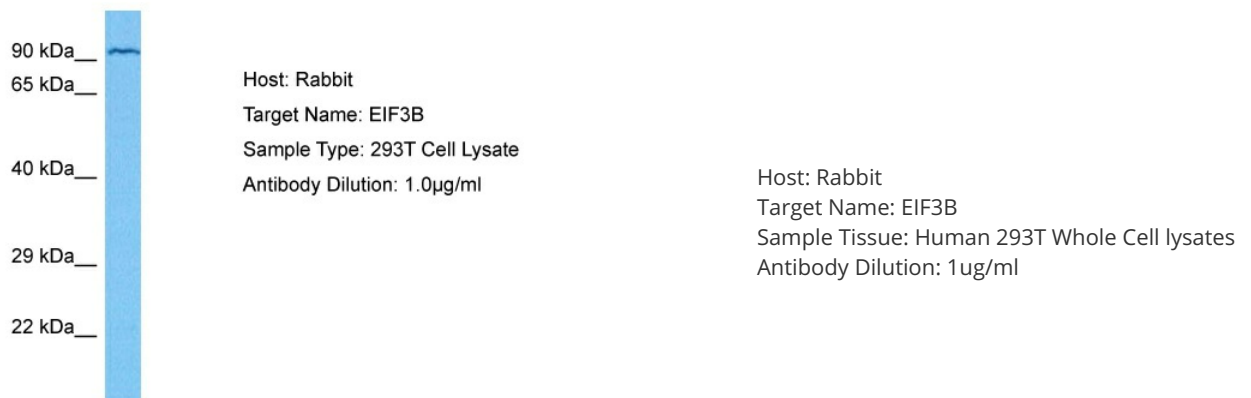 90 kDa__
65 kDa__
40 kDa__
29 kDa__
22 kDa__
Host: Rabbit
Target Name: EIF3B
Sample Type: 293T Cell Lysate
Antibody Dilution: 1.0µg/ml
Host: Rabbit
Target Name: EIF3B
Sample Tissue: Human 293T Whole Cell lysates
Antibody Dilution: 1ug/ml